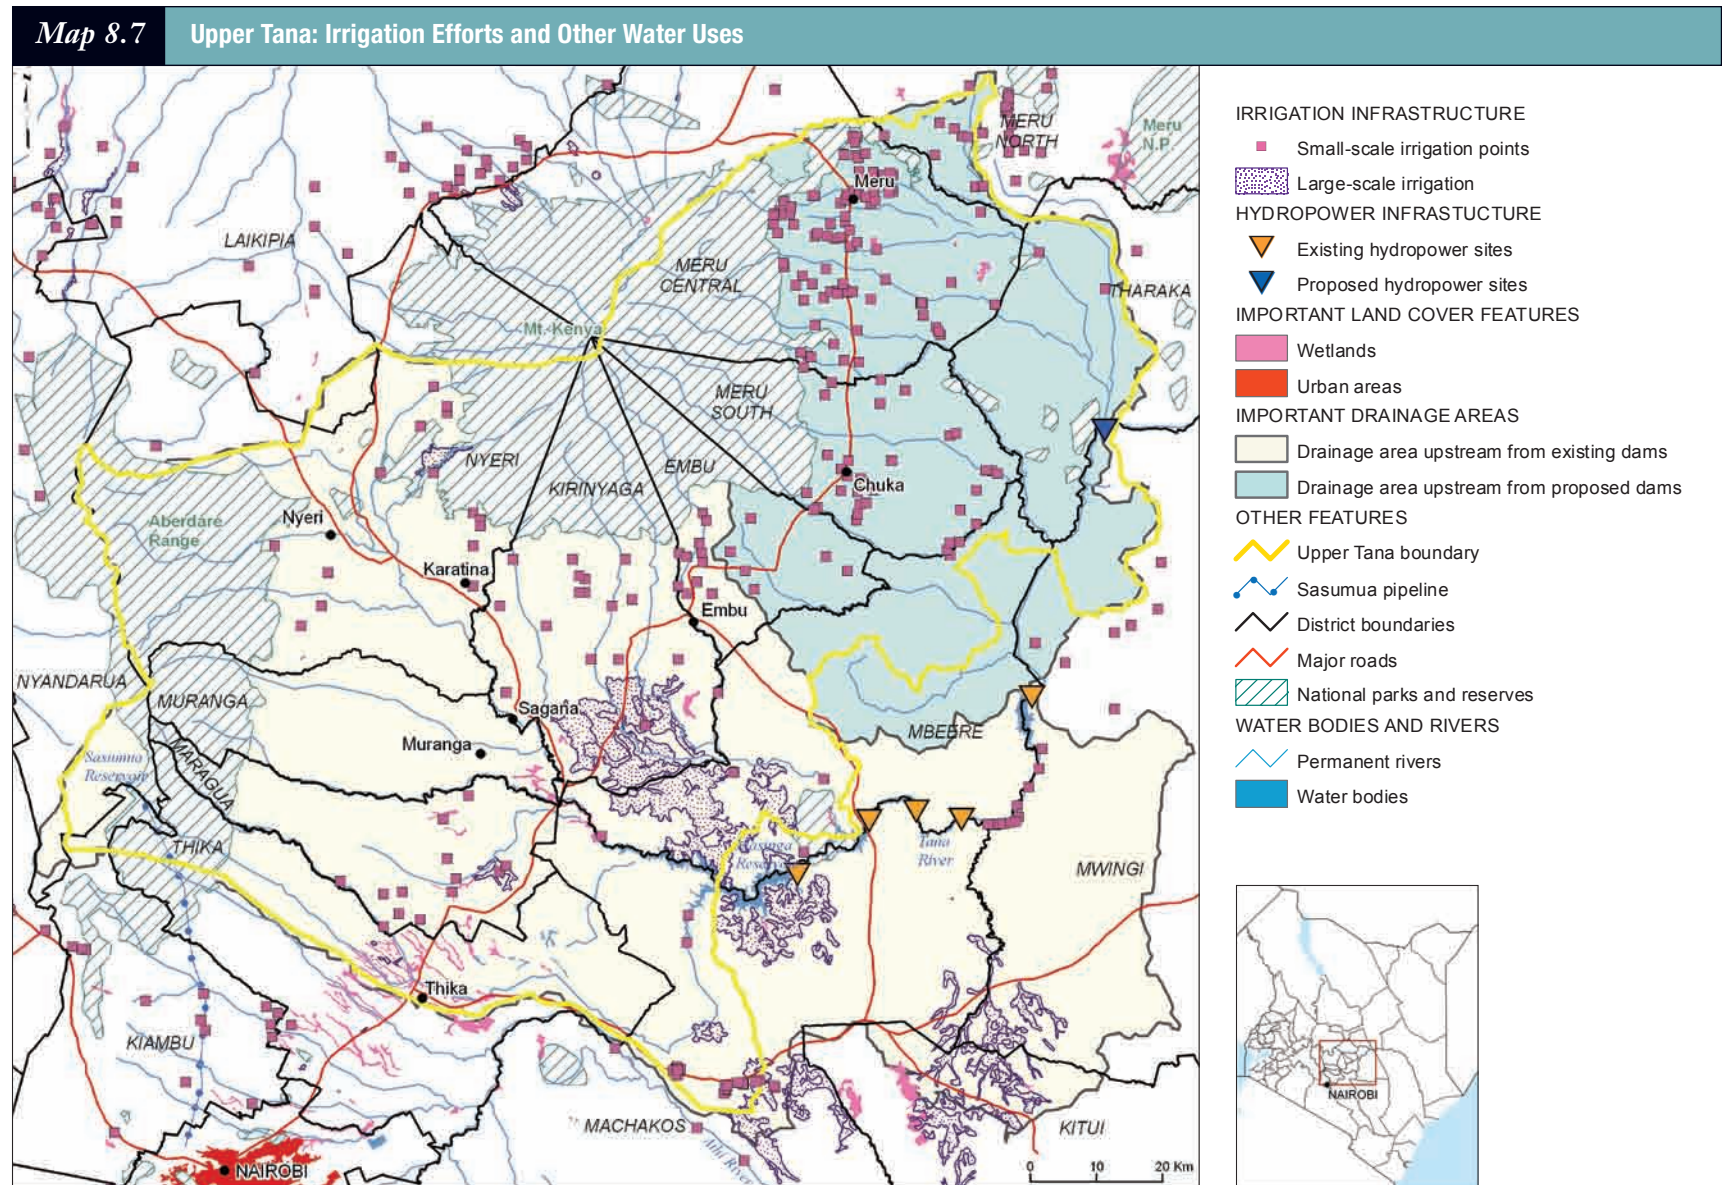 Map 8.7
Upper Tana: Irrigation Efforts and Other Water Uses
MERU
NORTH
Meru
N.P.
Meru
LAIKIPIA
MERU
CENTRAL
THARAKA
Mt. Kenya
MERU
SOUTH
NYERI
EMBU
KIRINYAGA
Chuka
Aberdare
Range
Nyeri
Karatina
Embu
NYANDARUA
MURANGA
Sagana
MBEERE
Muranga
MARAGUA
Sasumua
Reservoir
THIKA
Masinga
Reservoir
Tana
River
MWINGI
Thika
KIAMBU
MACHAKOS
Athi River
KITUI
NAIROBI
0 10 20 Km
IRRIGATION INFRASTRUCTURE
Small-scale irrigation points
Large-scale irrigation
HYDROPOWER INFRASTUCTURE
Existing hydropower sites
Proposed hydropower sites
IMPORTANT LAND COVER FEATURES
Wetlands
Urban areas
IMPORTANT DRAINAGE AREAS
Drainage area upstream from existing dams
Drainage area upstream from proposed dams
OTHER FEATURES
Upper Tana boundary
Sasumua pipeline
District boundaries
Major roads
National parks and reserves
WATER BODIES AND RIVERS
Permanent rivers
Water bodies
NAIROBI